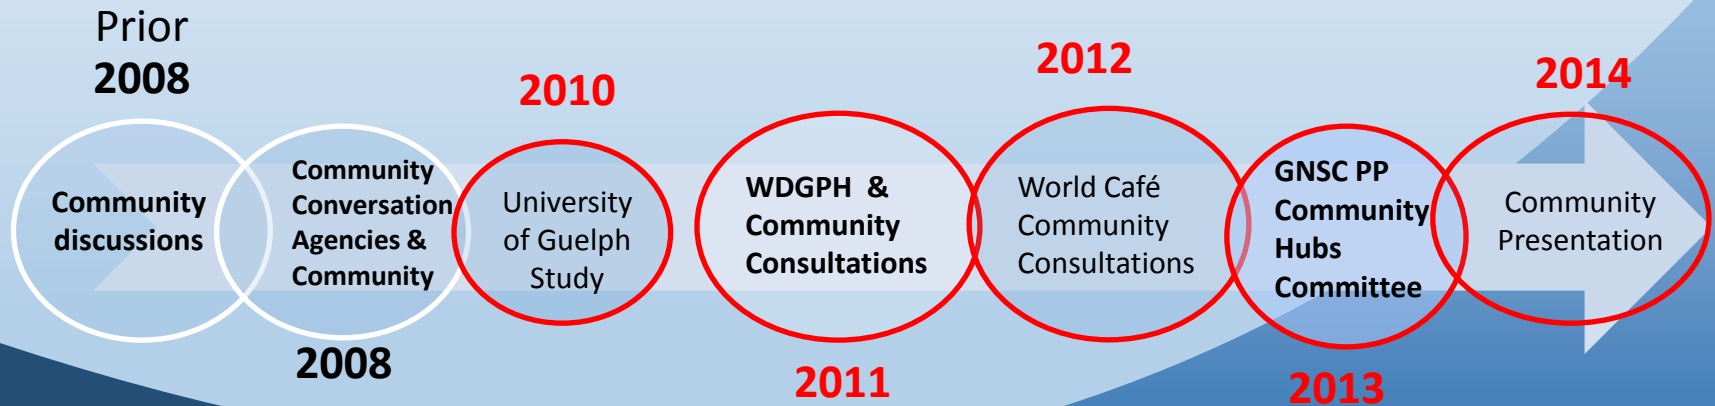 Prior
2008
Community
discussions
Community
Conversation
Agencies &
Community
2008
2010
University
of Guelph
Study
WDGPH &
Community
Consultations
2011
2012
World Café
Community
Consultations
GNSC PP
Community
Hubs
Committee
2013
2014
Community
Presentation